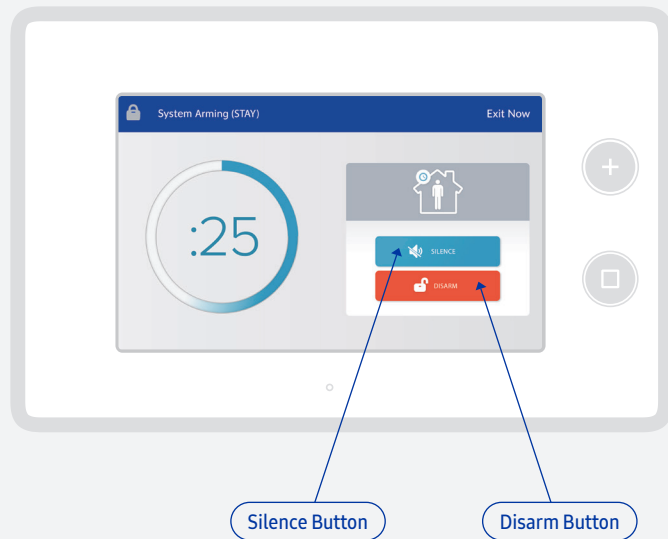 System Arming (STAY)
Exit Now
:25
SILENCE
DISARM
Silence Button
Disarm Button